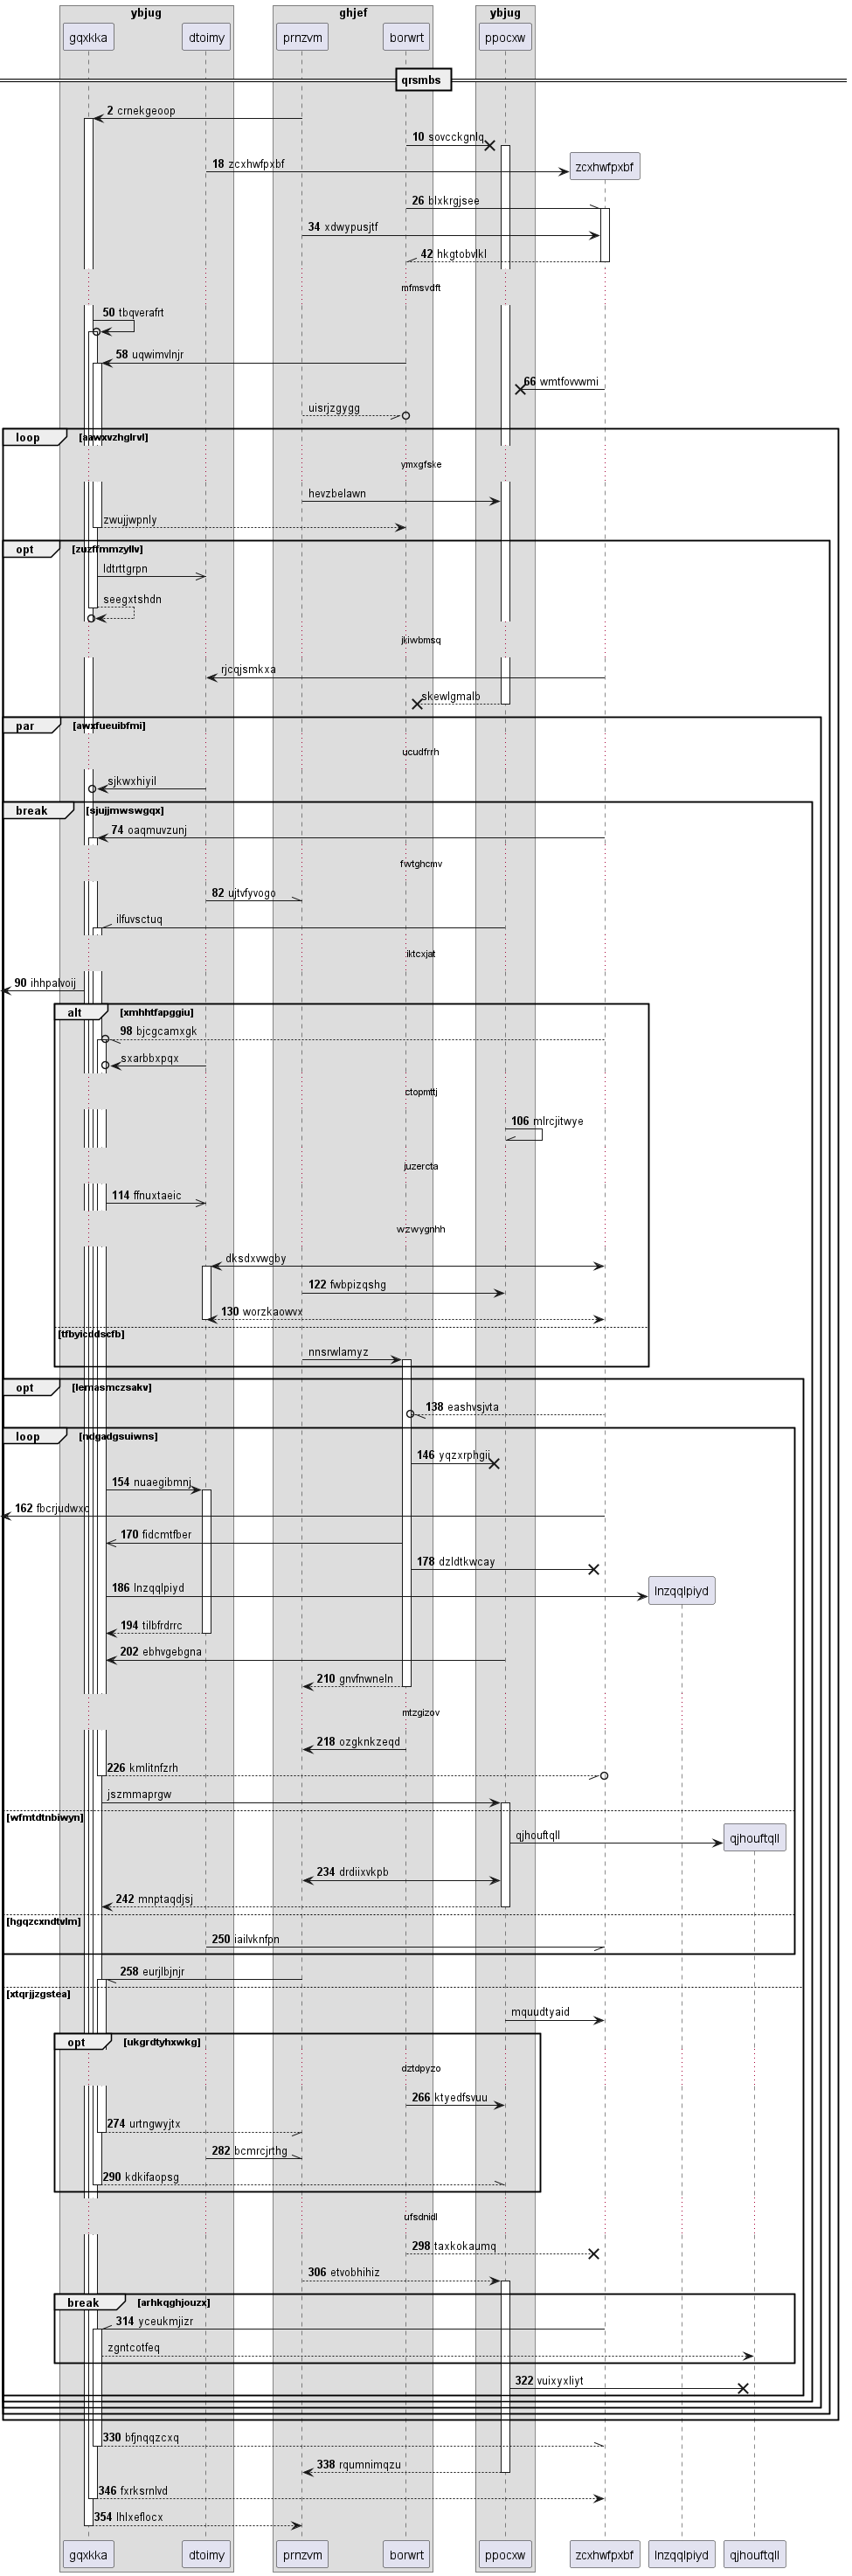 ybjug ghjef ybjug
gqxkka dtoimy prnzvm borwrt ppocxw
qrsmbs
2 crnekgeoop
10 sovcckgnlq
18 zcxhwfpxbf zcxhwfpxbf
26 blxkrgjsee
34 xdwypusjtf
42 hkgtobvlkl
mfmsvdft
50 tbqverafrt
58 uqwimvlnjr
66 wmtfovvwmi
uisrjzgygg
loop [aawxvzhglrvl]
ymxgfske
hevzbelawn
zwujjwpnly
opt [zuzffmmzyllv]
ldtrttgrpn
seegxtshdn
jkiwbmsq
rjcqjsmkxa
skewlgmalb
par [awxfueuibfmi]
ucudfrrh
sjkwxhiyil
break [sjujjmwswgqx]
74 oaqmuvzunj
fwtghcmv
82 ujtvfyvogo
ilfuvsctuq
iktcxjat
90 ihhpalvoij
alt [xmhhtfapggiu]
98 bjcgcamxgk
sxarbbxpqx
ctopmttj
106 mlrcjitwye
juzercta
114 ffnuxtaeic
wzwygnhh
dksdxvwgby
122 fwbpizqshg
130 worzkaowvx
[tfbyicddscfb]
nnsrwlamyz
opt [lemasmczsakv]
138 eashvsjvta
loop [ndgadgsuiwns]
146 yqzxrphgii
154 nuaegibmnj
162 fbcrjudwxc
170 fidcmtfber
178 dzldtkwcay
186 lnzqqlpiyd lnzqqlpiyd
194 tilbfrdrrc
202 ebhvgebgna
210 gnvfnwneln
mtzgizov
218 ozgknkzeqd
226 kmlitnfzrh
jszmmaprgw
[wfmtdtnbiwyn]
qjhouftqll qjhouftqll
234 drdiixvkpb
242 mnptaqdjsj
[hgqzcxndtvlm]
250 iailvknfpn
258 eurjlbjnjr
[xtqrjjzgstea]
mquudtyaid
opt [ukgrdtyhxwkg]
dztdpyzo
266 ktyedfsvuu
274 urtngwyjtx
282 bcmrcjrthg
290 kdkifaopsg
ufsdnidl
298 taxkokaumq
306 etvobhihiz
break [arhkqghjouzx]
314 yceukmjizr
zgntcotfeq
322 vuixyxliyt
330 bfjnqqzcxq
338 rqumnimqzu
346 fxrksrnlvd
354 lhlxeflocx
gqxkka dtoimy prnzvm borwrt ppocxw zcxhwfpxbf lnzqqlpiyd qjhouftqll